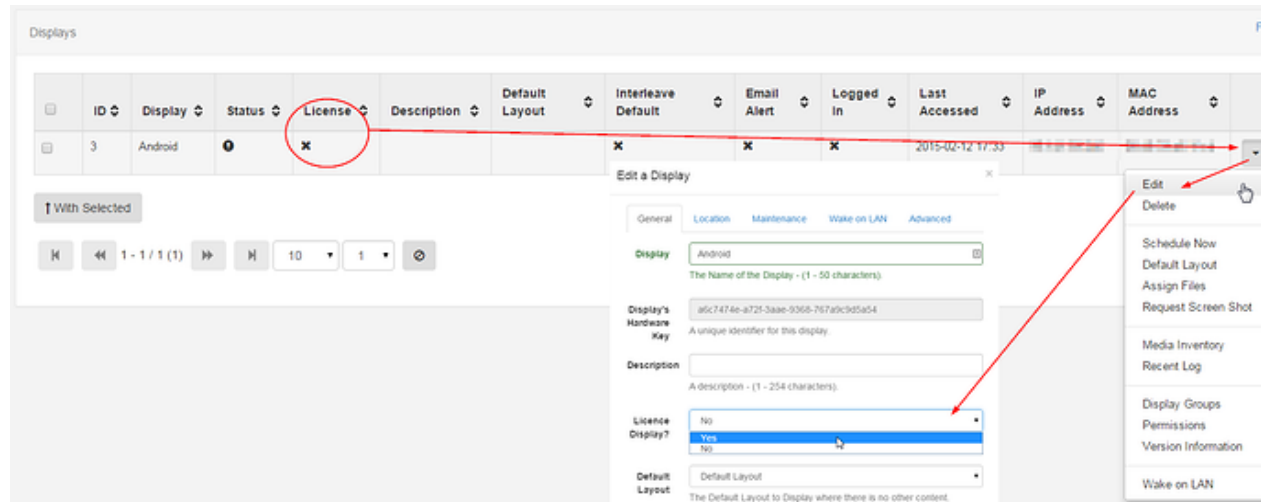 Displays
ID Display Status License Description Default Layout Interleave Default Email Alert Logged In Last Accessed IP Address MAC Address
3 Android 2015-02-12 17:33
With Selected
1 - 1 / 1 (1) 10 1
Edit a Display
General Location Maintenance Wake on LAN Advanced
Display Android
The Name of the Display - (1 - 50 characters).
Display's Hardware Key a6c7474e-a72f-3aae-9368-767a9c9d5a54
A unique identifier for this display.
Description
A description - (1 - 254 characters).
Licence Display? No
Yes
No
Default Layout Default Layout
The Default Layout to Display where there is no other content.
Edit
Delete
Schedule Now
Default Layout
Assign Files
Request Screen Shot
Media Inventory
Recent Log
Display Groups
Permissions
Version Information
Wake on LAN